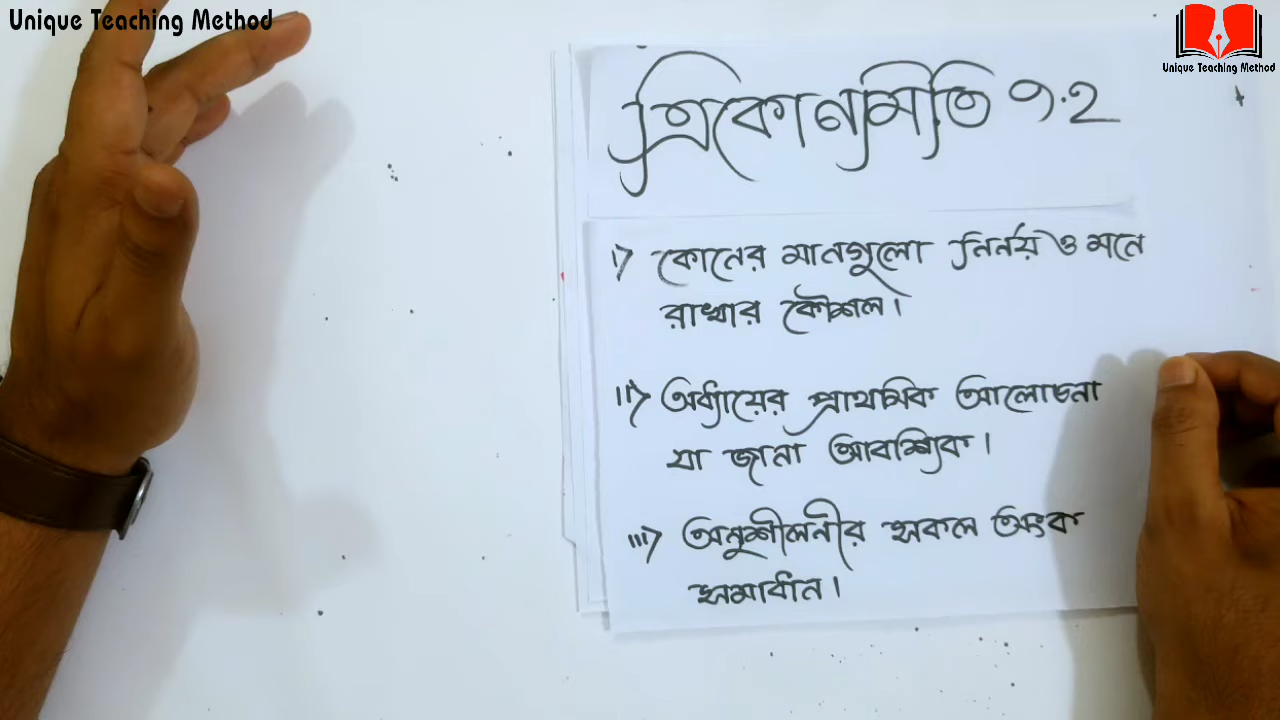 Unique Teaching Method
Unique Teaching Method
ত্রিকোণমিতি ৭.২
i> কোনের মানগুলো নির্নয় ও মনে
রাখার কৌশল।
ii> অধ্যায়ের প্রাথমিক আলোচনা
যা জানা আবশ্যিক।
iii> অনুশীলনীর সকল অংক
সমাধান।